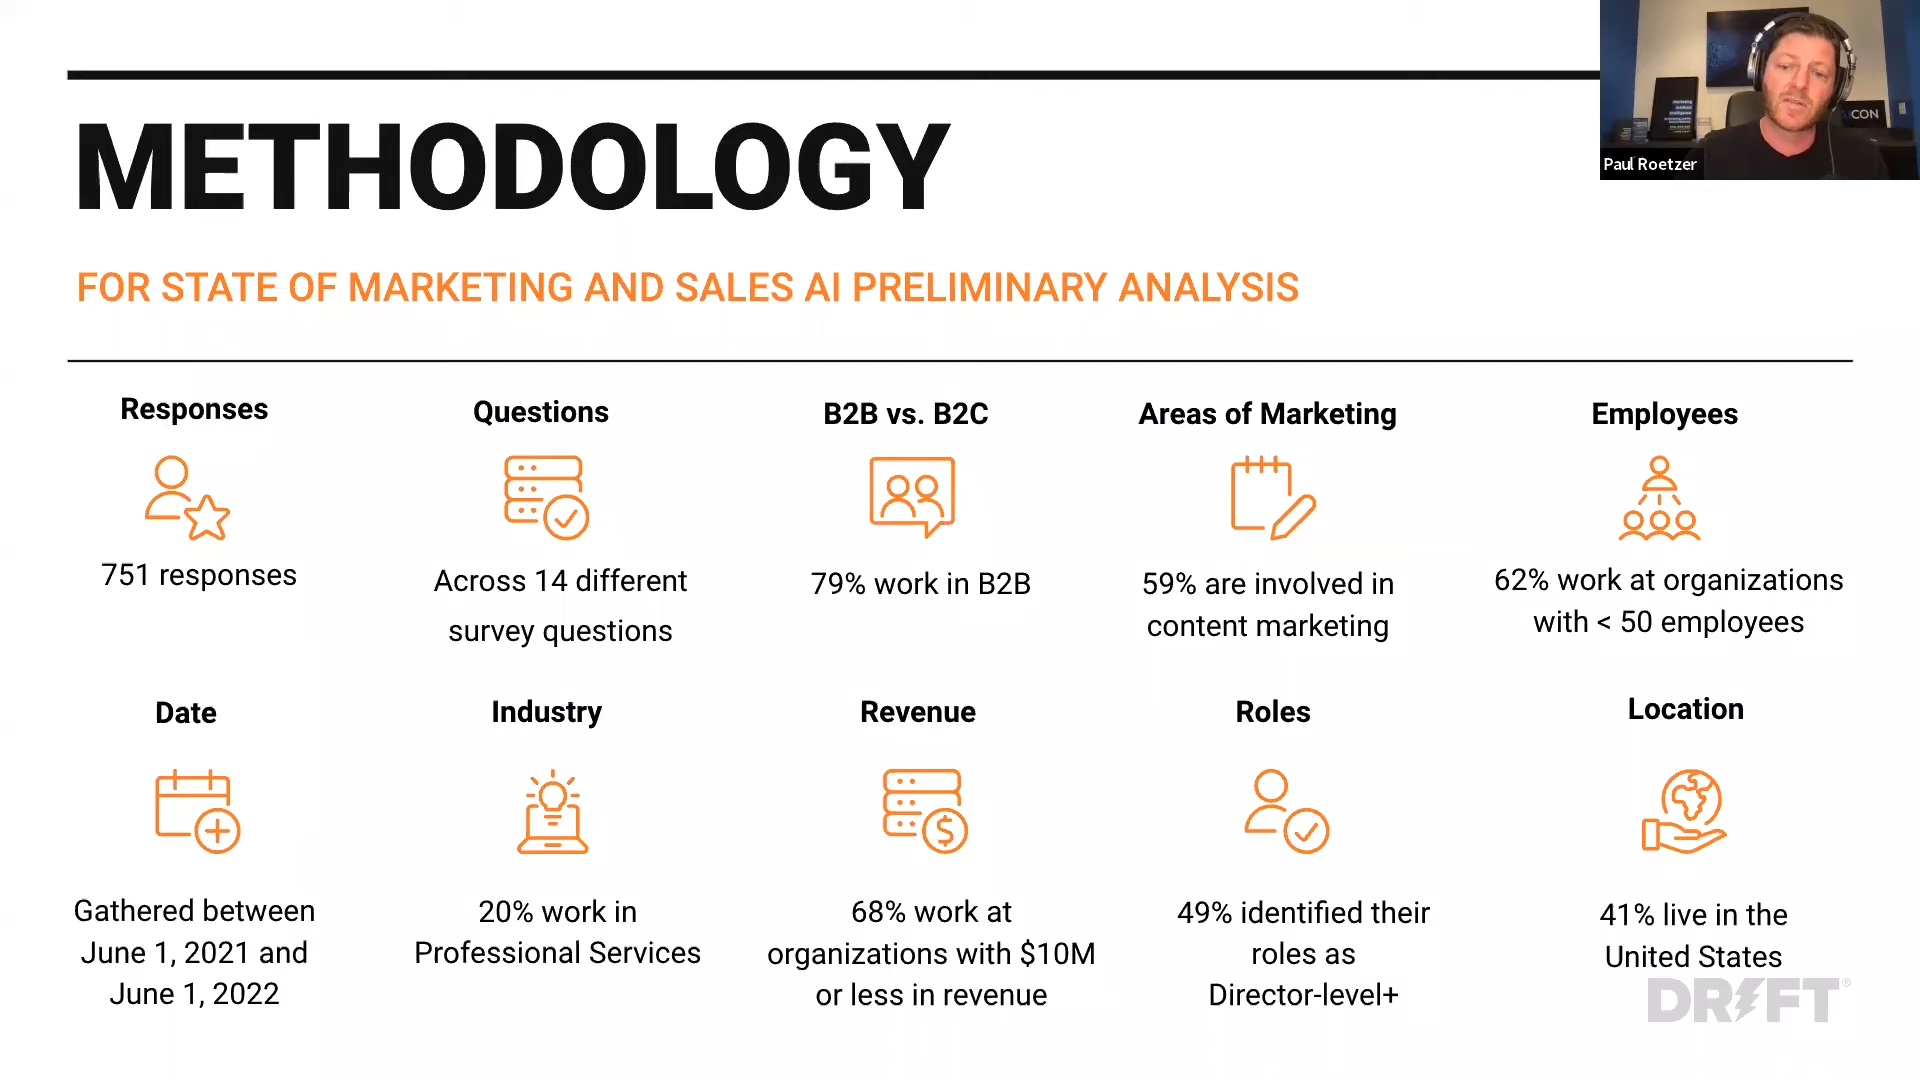 METHODOLOGY
FOR STATE OF MARKETING AND SALES AI PRELIMINARY ANALYSIS
Paul Roetzer
CON
Responses
751 responses
Questions
Across 14 different
survey questions
B2B vs. B2C
79% work in B2B
Areas of Marketing
59% are involved in
content marketing
Employees
62% work at organizations
with < 50 employees
Date
Gathered between
June 1, 2021 and
June 1, 2022
Industry
20% work in
Professional Services
Revenue
68% work at
organizations with $10M
or less in revenue
Roles
49% identified their
roles as
Director-level+
Location
41% live in the
United States
DRIFT®